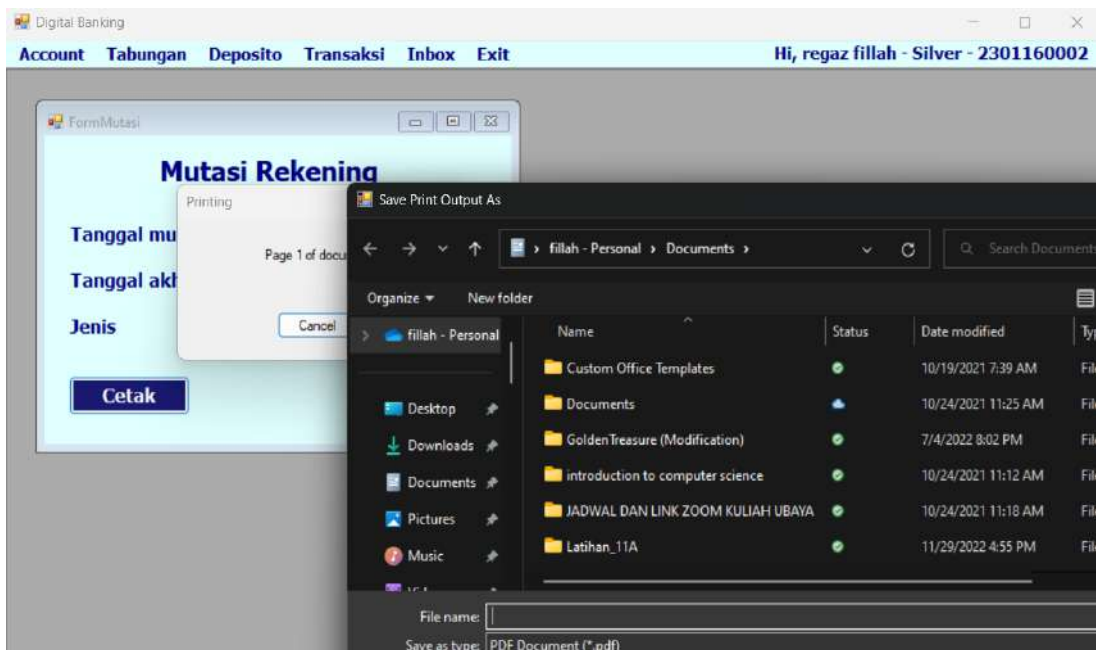 Digital Banking
Account Tabungan Deposito Transaksi Inbox Exit Hi, regaz fillah - Silver - 2301160002
FormMutasi
Mutasi Rekening
Printing
Save Print Output As
Tanggal mu
Page 1 of docu
fillah - Personal > Documents >
Search Documents
Tanggal akh
Organize New folder
Jenis
Cancel
fillah - Personal
Name Status Date modified Ty
Custom Office Templates 10/19/2021 7:39 AM Fil
Cetak
Desktop
Documents 10/24/2021 11:25 AM Fil
Downloads
GoldenTreasure (Modification) 7/4/2022 8:02 PM Fil
Documents
introduction to computer science 10/24/2021 11:12 AM Fil
Pictures
JADWAL DAN LINK ZOOM KULIAH UBAYA 10/24/2021 11:18 AM Fil
Music
Latihan_11A 11/29/2022 4:55 PM Fil
File name:
Save as type: PDF Document (*.pdf)